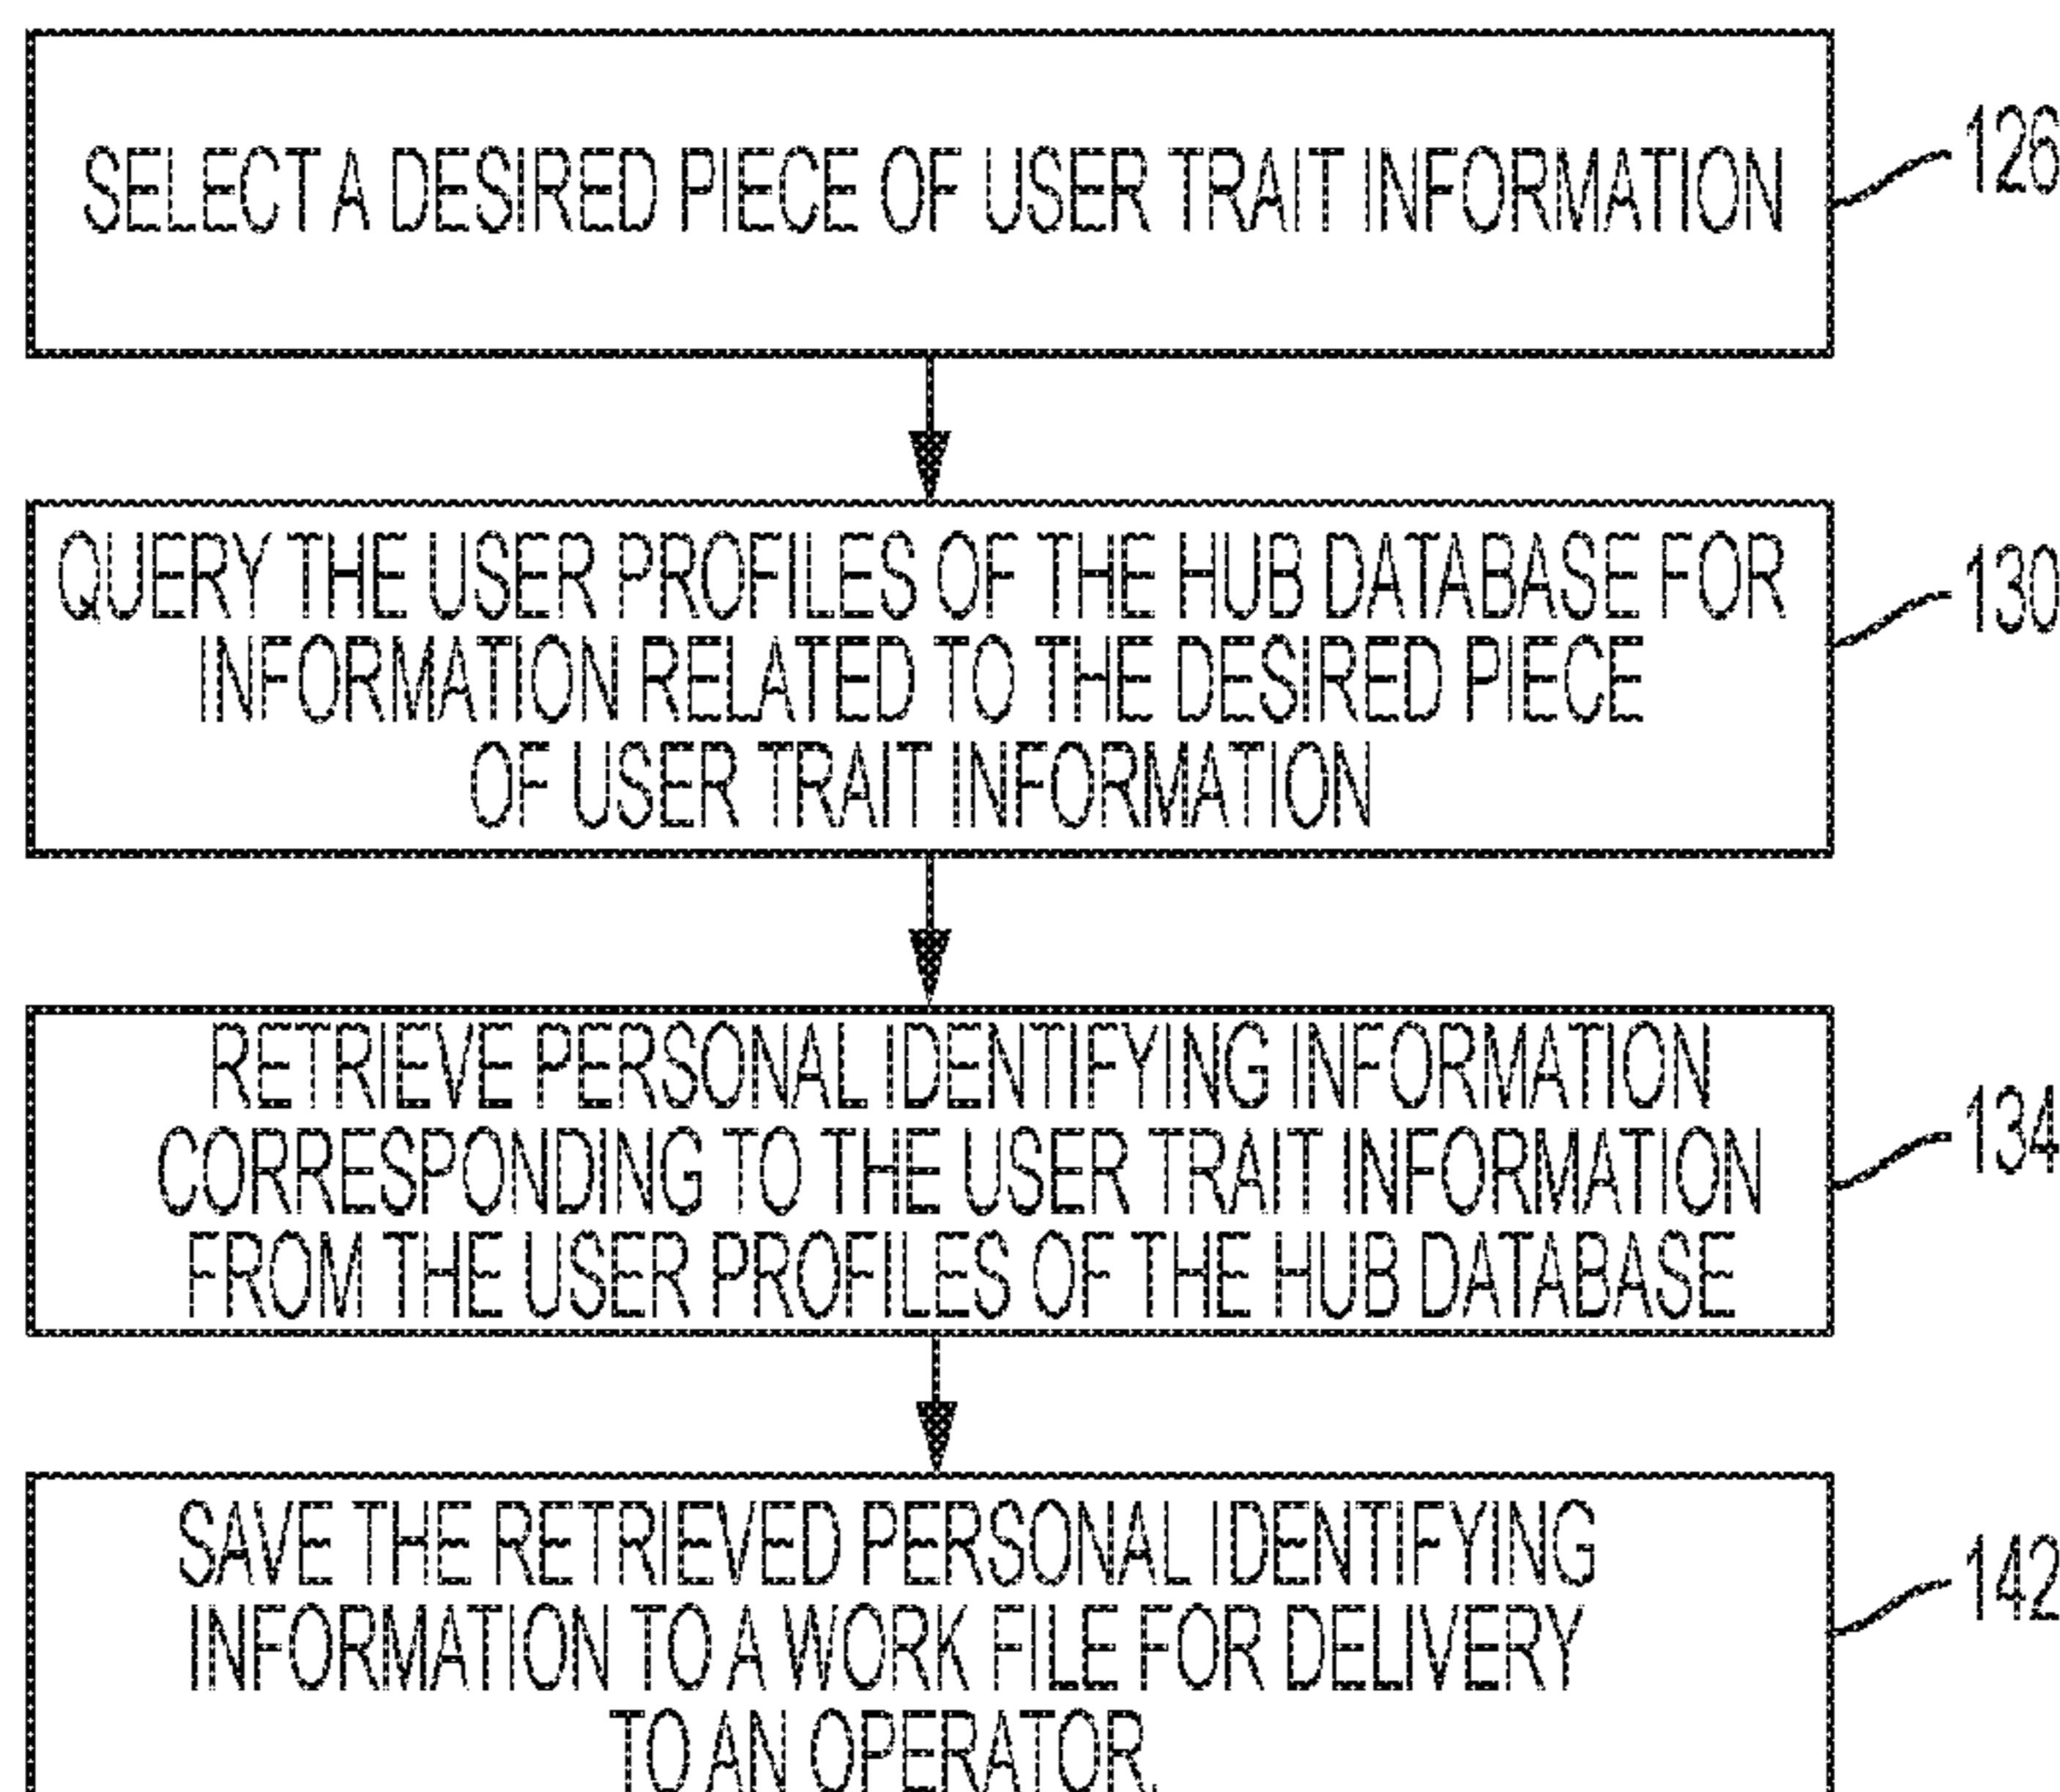 SELECT A DESIRED PIECE OF USER TRAIT INFORMATION
126
QUERY THE USER PROFILES OF THE HUB DATABASE FOR
INFORMATION RELATED TO THE DESIRED PIECE
OF USER TRAIT INFORMATION
130
RETRIEVE PERSONAL IDENTIFYING INFORMATION
CORRESPONDING TO THE USER TRAIT INFORMATION
FROM THE USER PROFILES OF THE HUB DATABASE
134
SAVE THE RETRIEVED PERSONAL IDENTIFYING
INFORMATION TO A WORK FILE FOR DELIVERY
TO AN OPERATOR.
142